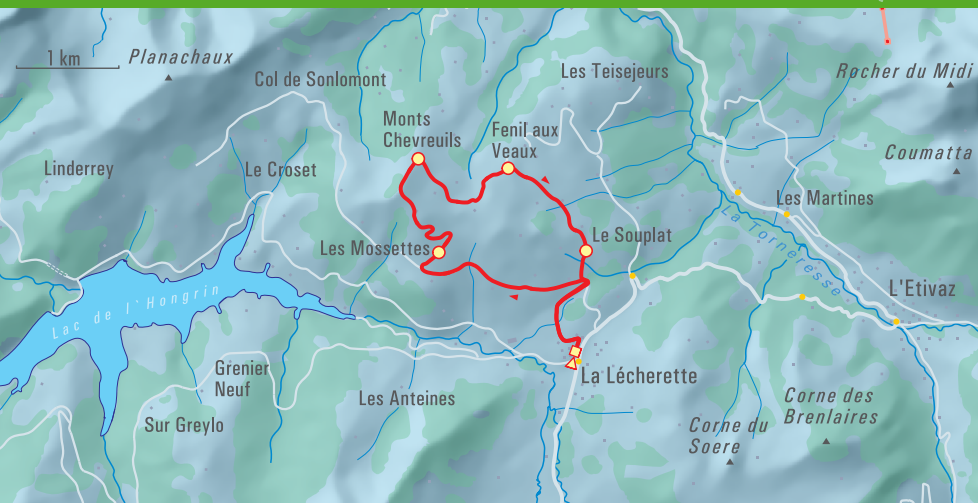 1 km
Planachaux
Col de Sonlomont
Les Teisejeurs
Rocher du Midi
Monts
Chevreuils
Fenil aux
Veaux
Coumatta
Linderrey
Le Croset
Les Martines
La Torneresse
Les Mossettes
Le Souplat
L'Etivaz
Lac de l'Hongrin
Grenier
Neuf
La Lécherette
Les Anteines
Corne des
Brenlaires
Sur Greylo
Corne du
Soere